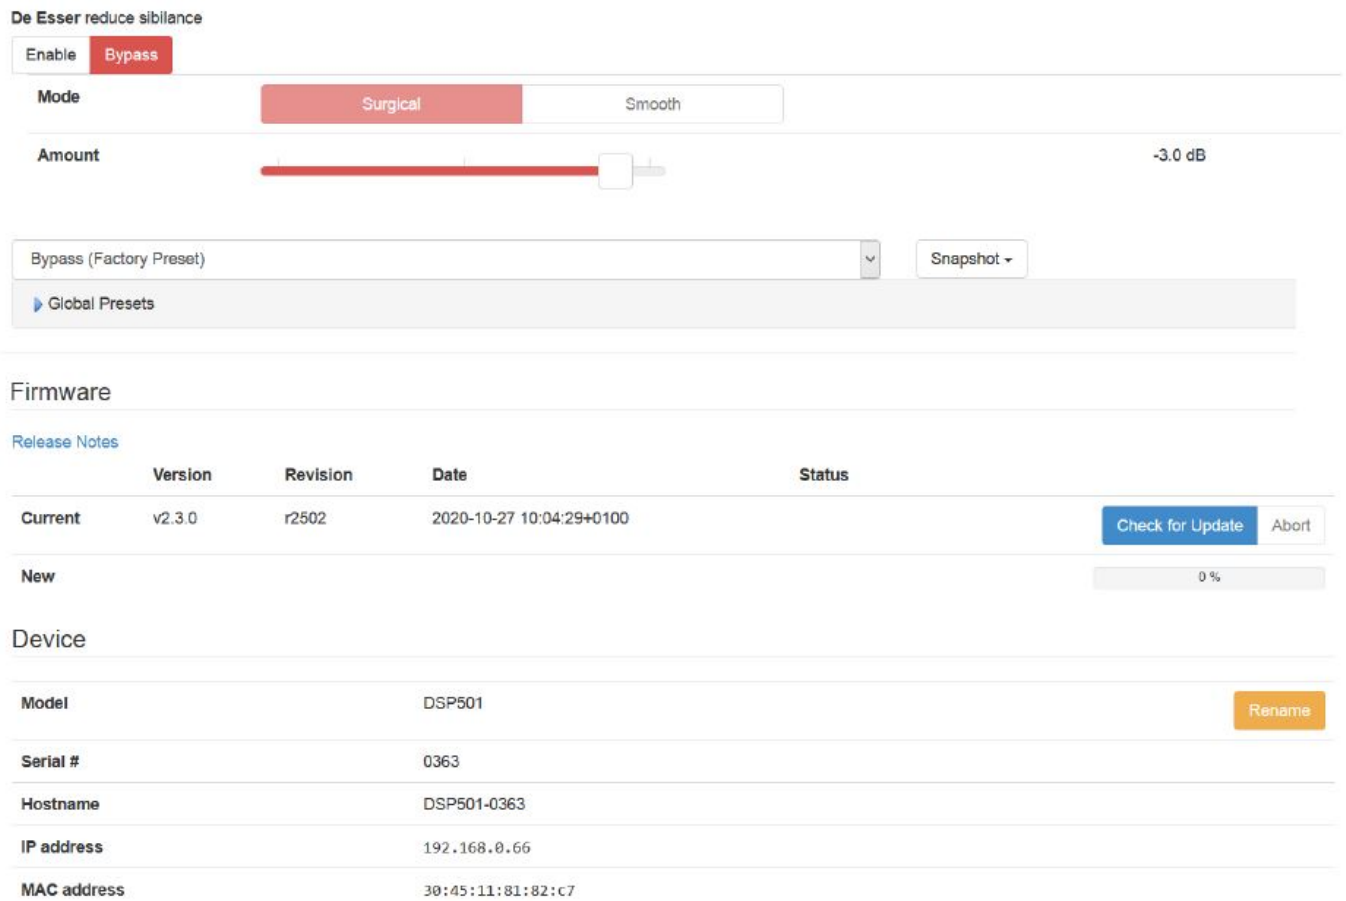 De Esser reduce sibilance
Enable Bypass
Mode Surgical Smooth
Amount -3.0 dB
Bypass (Factory Preset) Snapshot
Global Presets
Firmware
Release Notes
Version Revision Date Status
Current v2.3.0 r2502 2020-10-27 10:04:29+0100 Check for Update Abort
New 0 %
Device
Model DSP501 Rename
Serial # 0363
Hostname DSP501-0363
IP address 192.168.0.66
MAC address 30:45:11:81:82:c7